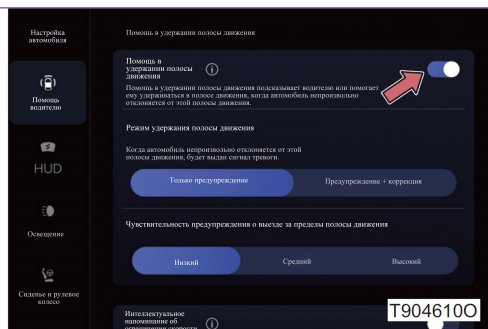 Настройка
автомобиля
Помощь в удержании полосы движения
Помощь в
удержании полосы
движения
Помощь в удержании полосы движения подсказывает водителю или помогает
ему удерживаться в полосе движения, когда автомобиль непроизвольно
отклоняется от этой полосы движения.
Помощь
водителю
Режим удержания полосы движения
Когда автомобиль непроизвольно отклоняется от этой
полосы движения, будет выдан сигнал тревоги.
HUD
Только предупреждение
Предупреждение + коррекция
Освещение
Чувствительность предупреждения о выезде за пределы полосы движения
Низкий
Средний
Высокий
Сиденье и рулевое
колесо
Интеллектуальное
напоминание об
ограничении скорости
T904610O